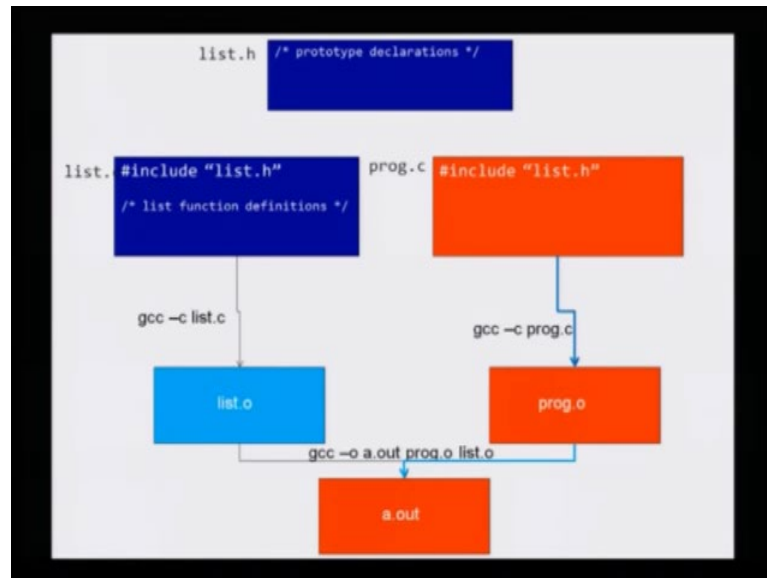 list.h
/* prototype declarations */
list.
#include “list.h”
/* list function definitions */
prog.c
#include “list.h”
gcc –c list.c
gcc –c prog.c
list.o
prog.o
gcc –o a.out prog.o list.o
a.out